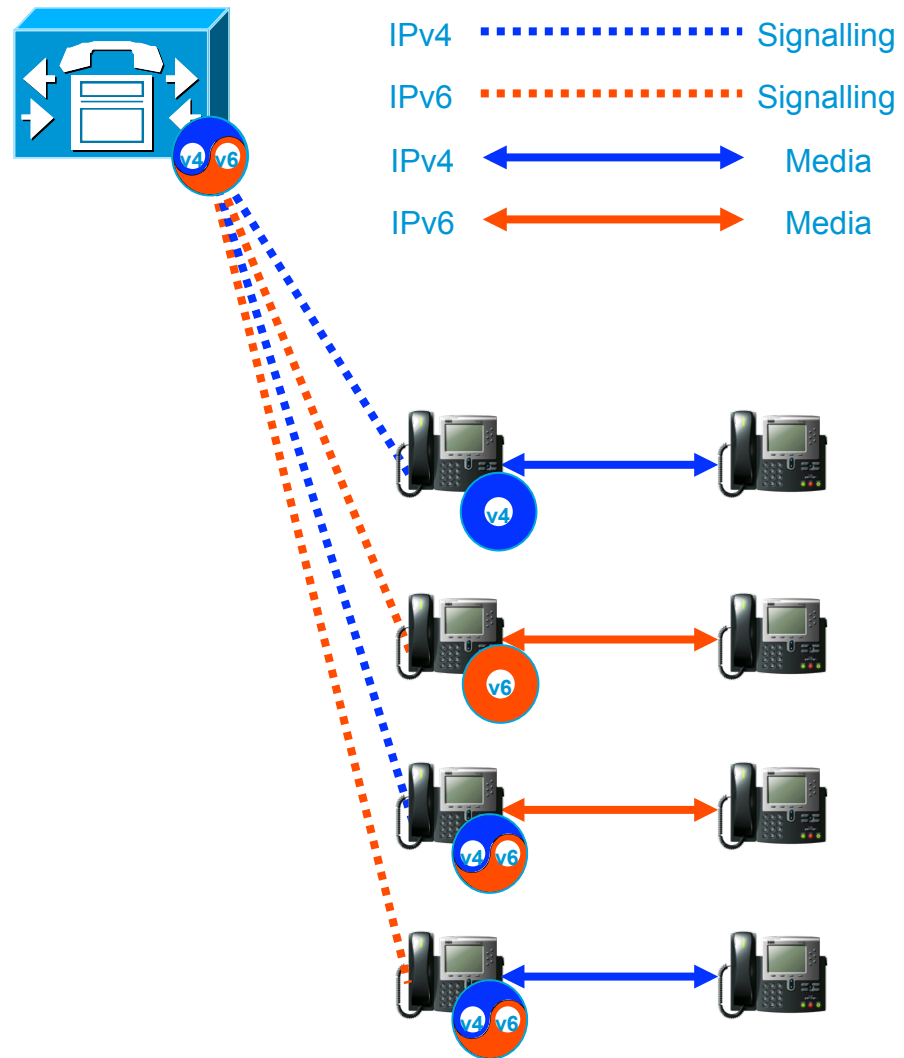 IPv4 Signalling
IPv6 Signalling
IPv4 Media
IPv6 Media
v4 v6
v4
v6
v4 v6
v4 v6